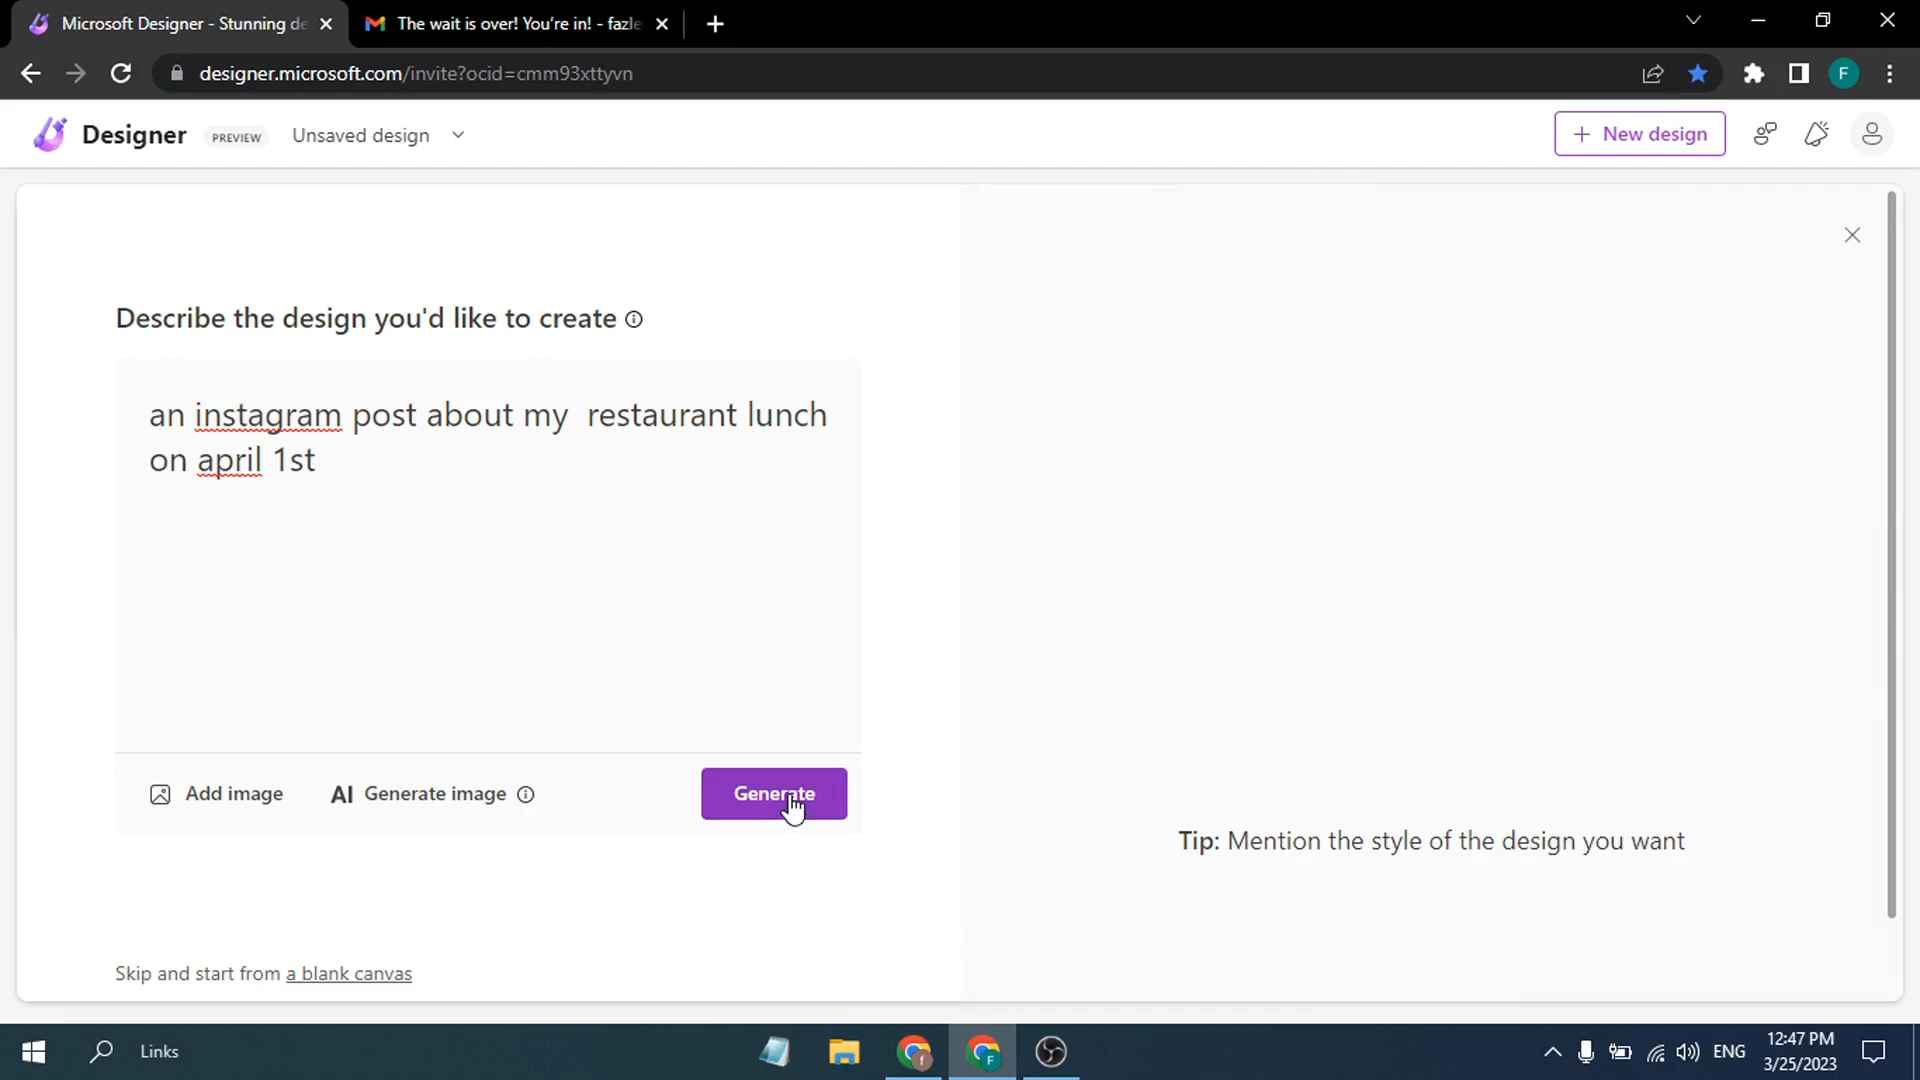 Microsoft Designer - Stunning de
The wait is over! You're in! - fazle
designer.microsoft.com/invite?ocid=cmm93xttyvn
F
Designer
PREVIEW
Unsaved design
+ New design
Describe the design you'd like to create
an instagram post about my  restaurant lunch
on april 1st
Add image
AI Generate image
Generate
Tip: Mention the style of the design you want
Skip and start from a blank canvas
Links
f
F
ENG
12:47 PM
3/25/2023